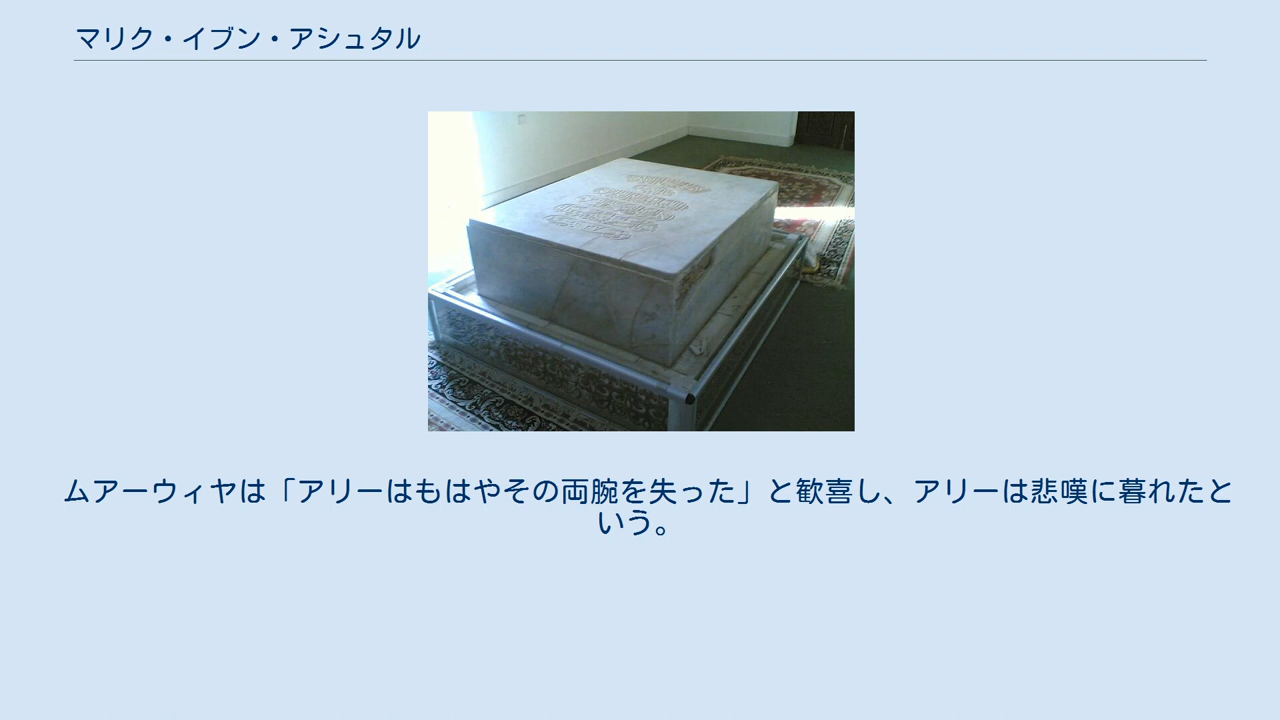 マリク・イブン・アシュタル
ムアーウィヤは「アリーはもはやその両腕を失った」と歓喜し、アリーは悲嘆に暮れたと
いう。